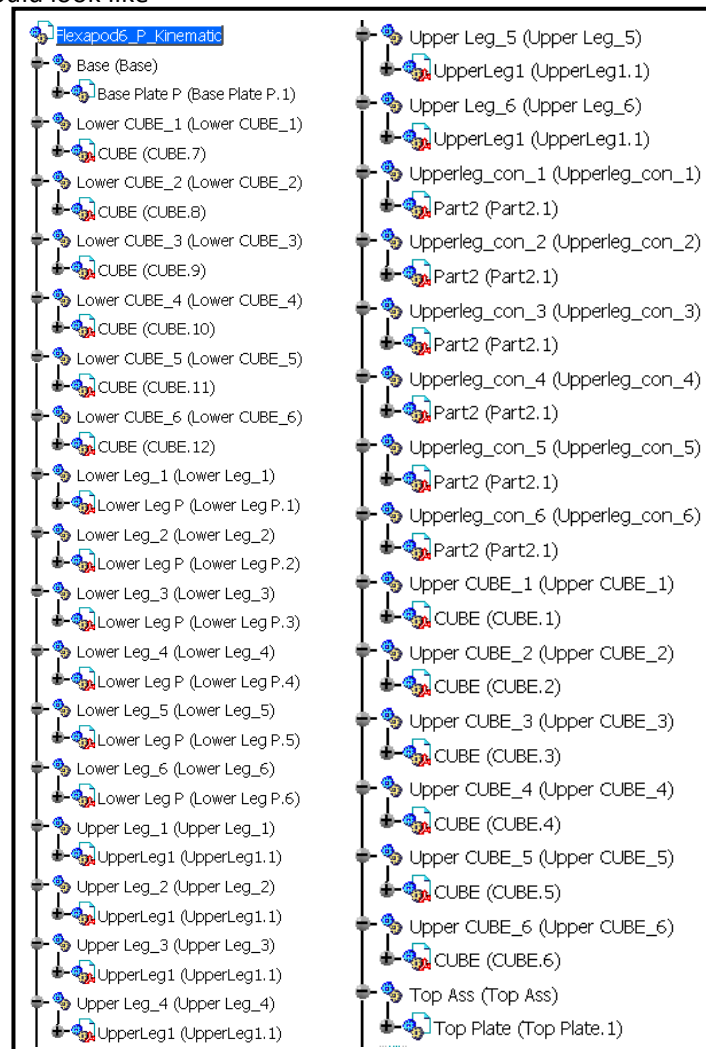 ould look like
Flexapod6_P_Kinematic
Base (Base)
Base Plate P (Base Plate P.1)
Lower CUBE_1 (Lower CUBE_1)
CUBE (CUBE.7)
Lower CUBE_2 (Lower CUBE_2)
CUBE (CUBE.8)
Lower CUBE_3 (Lower CUBE_3)
CUBE (CUBE.9)
Lower CUBE_4 (Lower CUBE_4)
CUBE (CUBE.10)
Lower CUBE_5 (Lower CUBE_5)
CUBE (CUBE.11)
Lower CUBE_6 (Lower CUBE_6)
CUBE (CUBE.12)
Lower Leg_1 (Lower Leg_1)
Lower Leg P (Lower Leg P.1)
Lower Leg_2 (Lower Leg_2)
Lower Leg P (Lower Leg P.2)
Lower Leg_3 (Lower Leg_3)
Lower Leg P (Lower Leg P.3)
Lower Leg_4 (Lower Leg_4)
Lower Leg P (Lower Leg P.4)
Lower Leg_5 (Lower Leg_5)
Lower Leg P (Lower Leg P.5)
Lower Leg_6 (Lower Leg_6)
Lower Leg P (Lower Leg P.6)
Upper Leg_1 (Upper Leg_1)
UpperLeg1 (UpperLeg1.1)
Upper Leg_2 (Upper Leg_2)
UpperLeg1 (UpperLeg1.1)
Upper Leg_3 (Upper Leg_3)
UpperLeg1 (UpperLeg1.1)
Upper Leg_4 (Upper Leg_4)
UpperLeg1 (UpperLeg1.1)
Upper Leg_5 (Upper Leg_5)
UpperLeg1 (UpperLeg1.1)
Upper Leg_6 (Upper Leg_6)
UpperLeg1 (UpperLeg1.1)
Upperleg_con_1 (Upperleg_con_1)
Part2 (Part2.1)
Upperleg_con_2 (Upperleg_con_2)
Part2 (Part2.1)
Upperleg_con_3 (Upperleg_con_3)
Part2 (Part2.1)
Upperleg_con_4 (Upperleg_con_4)
Part2 (Part2.1)
Upperleg_con_5 (Upperleg_con_5)
Part2 (Part2.1)
Upperleg_con_6 (Upperleg_con_6)
Part2 (Part2.1)
Upper CUBE_1 (Upper CUBE_1)
CUBE (CUBE.1)
Upper CUBE_2 (Upper CUBE_2)
CUBE (CUBE.2)
Upper CUBE_3 (Upper CUBE_3)
CUBE (CUBE.3)
Upper CUBE_4 (Upper CUBE_4)
CUBE (CUBE.4)
Upper CUBE_5 (Upper CUBE_5)
CUBE (CUBE.5)
Upper CUBE_6 (Upper CUBE_6)
CUBE (CUBE.6)
Top Ass (Top Ass)
Top Plate (Top Plate.1)